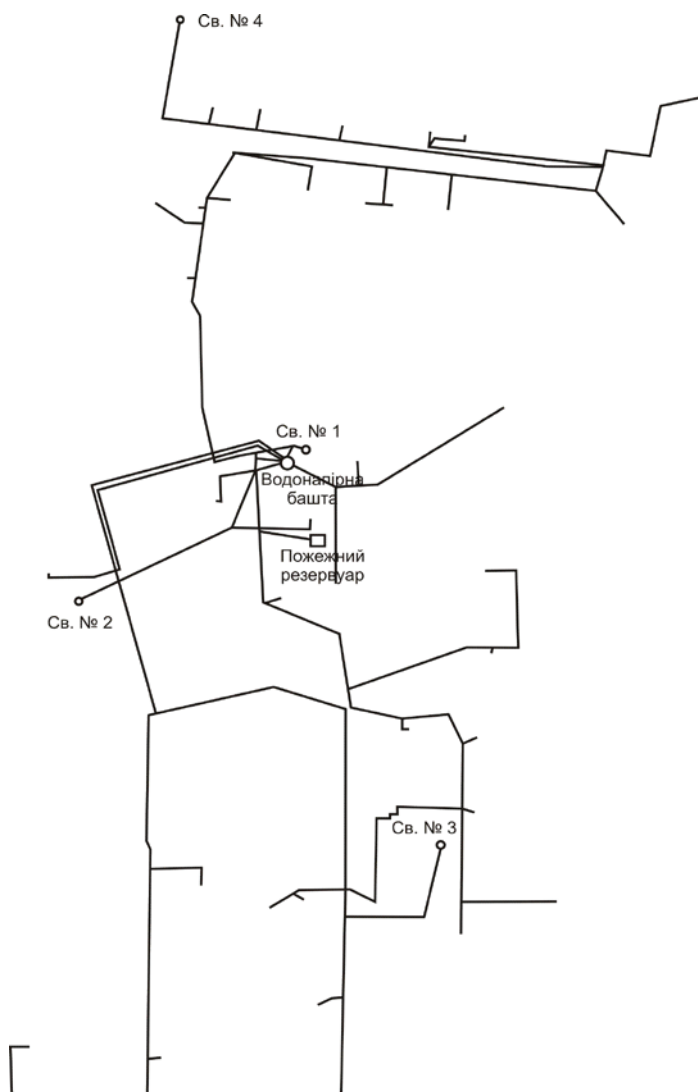 Св. № 4
Св. № 1
Водонапірна
башта
Пожежний
резервуар
Св. № 2
Св. № 3